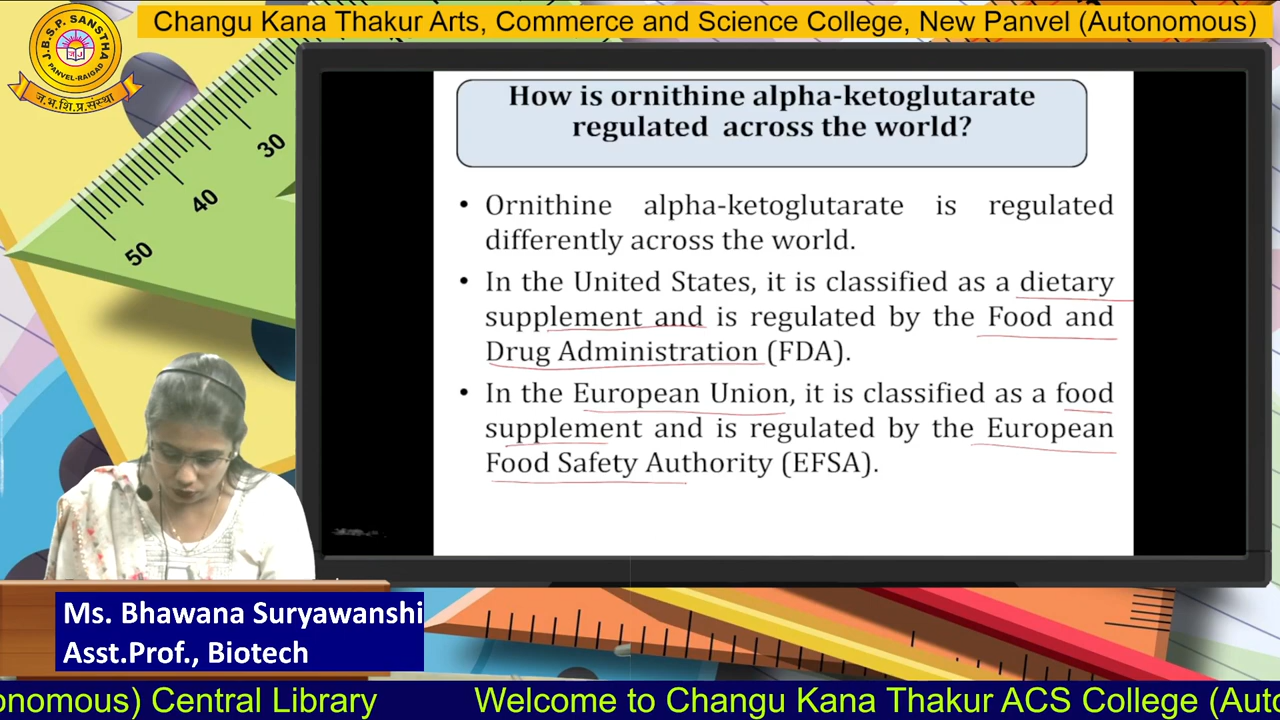 Changu Kana Thakur Arts, Commerce and Science College, New Panvel (Autonomous)
J.B.S.P. SANSTHA
PANVEL-RAIGAD
ज.भ.शि.प्र.संस्था
30
40
50
How is ornithine alpha-ketoglutarate
regulated across the world?
• Ornithine alpha-ketoglutarate is regulated
differently across the world.
• In the United States, it is classified as a dietary
supplement and is regulated by the Food and
Drug Administration (FDA).
• In the European Union, it is classified as a food
supplement and is regulated by the European
Food Safety Authority (EFSA).
Ms. Bhawana Suryawanshi
Asst.Prof., Biotech
onomous) Central Library Welcome to Changu Kana Thakur ACS College (Auto